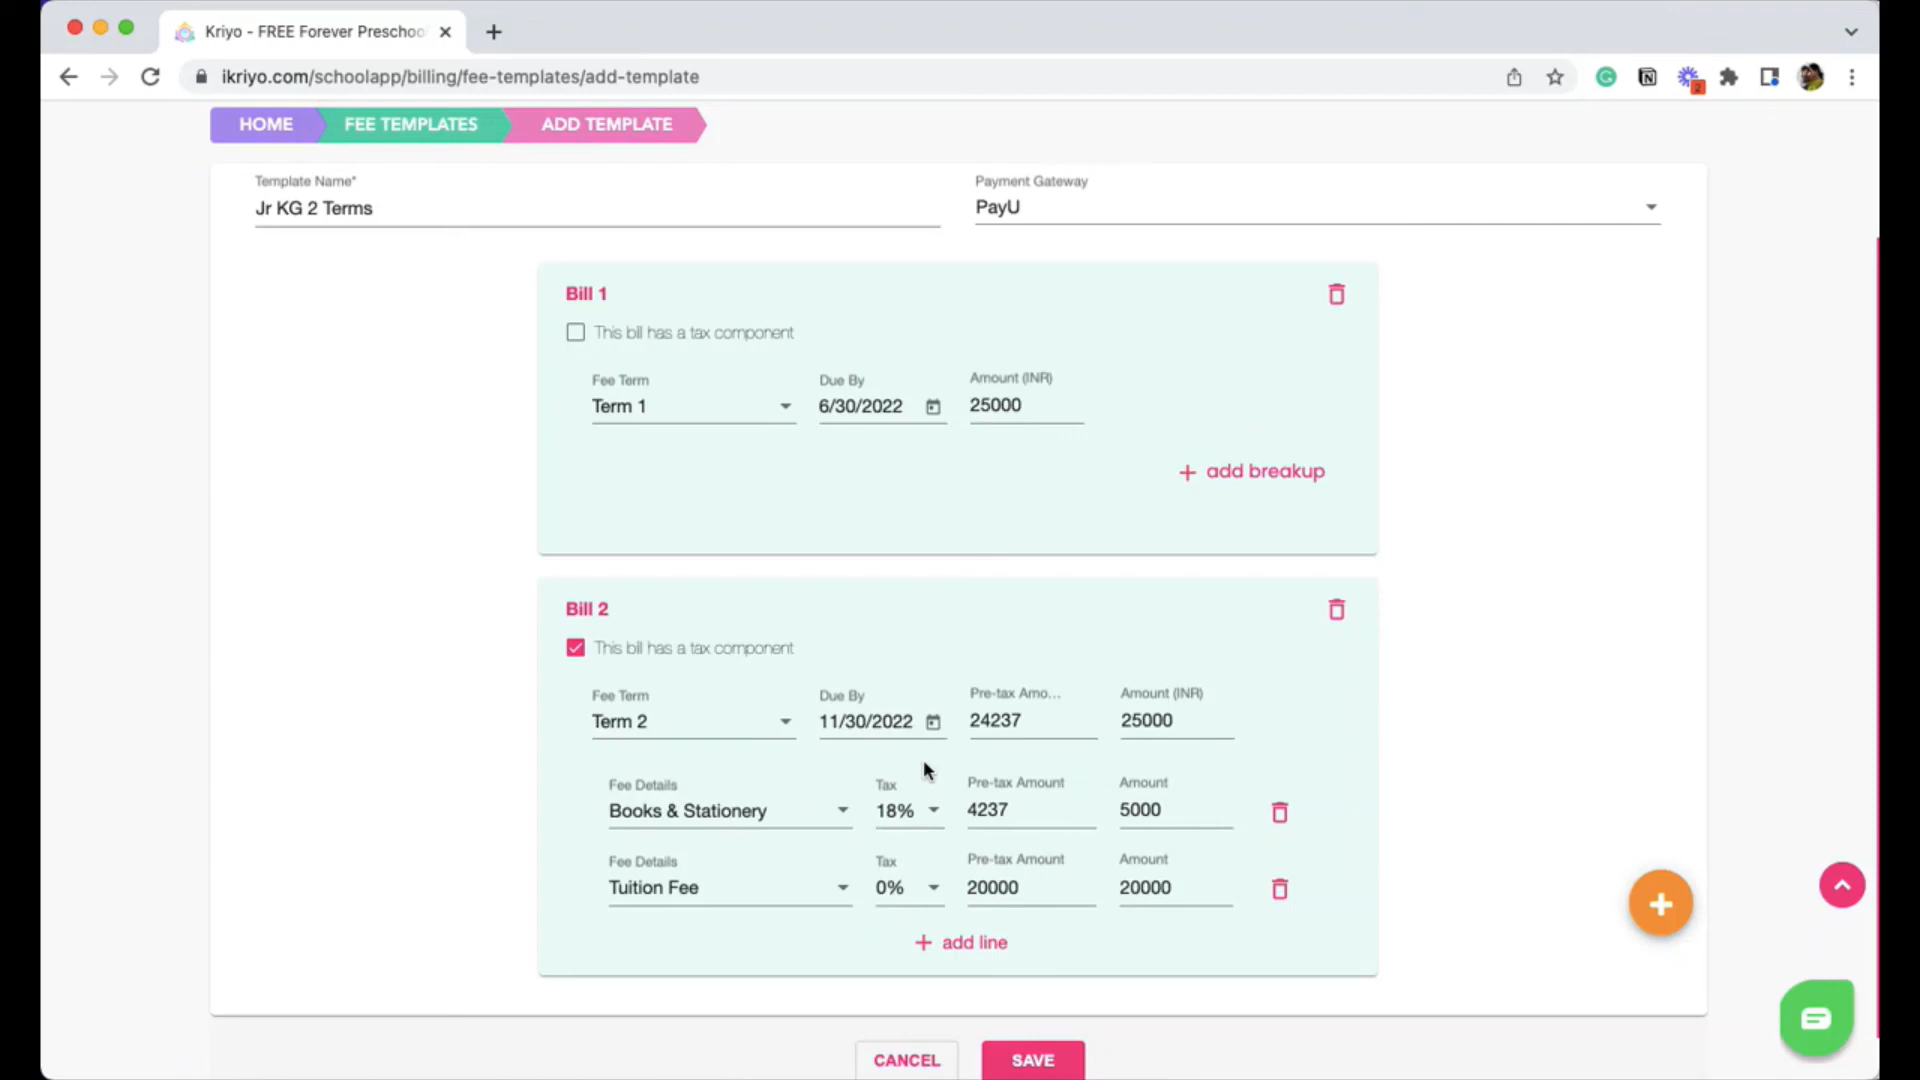 Kriyo - FREE Forever Preschoo
ikriyo.com/schoolapp/billing/fee-templates/add-template
2
HOME
FEE TEMPLATES
ADD TEMPLATE
Template Name*
Payment Gateway
Jr KG 2 Terms
PayU
Bill 1
This bill has a tax component
Fee Term
Due By
Amount (INR)
Term 1
6/30/2022
25000
+ add breakup
Bill 2
This bill has a tax component
Fee Term
Due By
Pre-tax Amo...
Amount (INR)
Term 2
11/30/2022
24237
25000
Fee Details
Tax
Pre-tax Amount
Amount
Books & Stationery
18%
4237
5000
Fee Details
Tax
Pre-tax Amount
Amount
Tuition Fee
0%
20000
20000
+ add line
CANCEL
SAVE